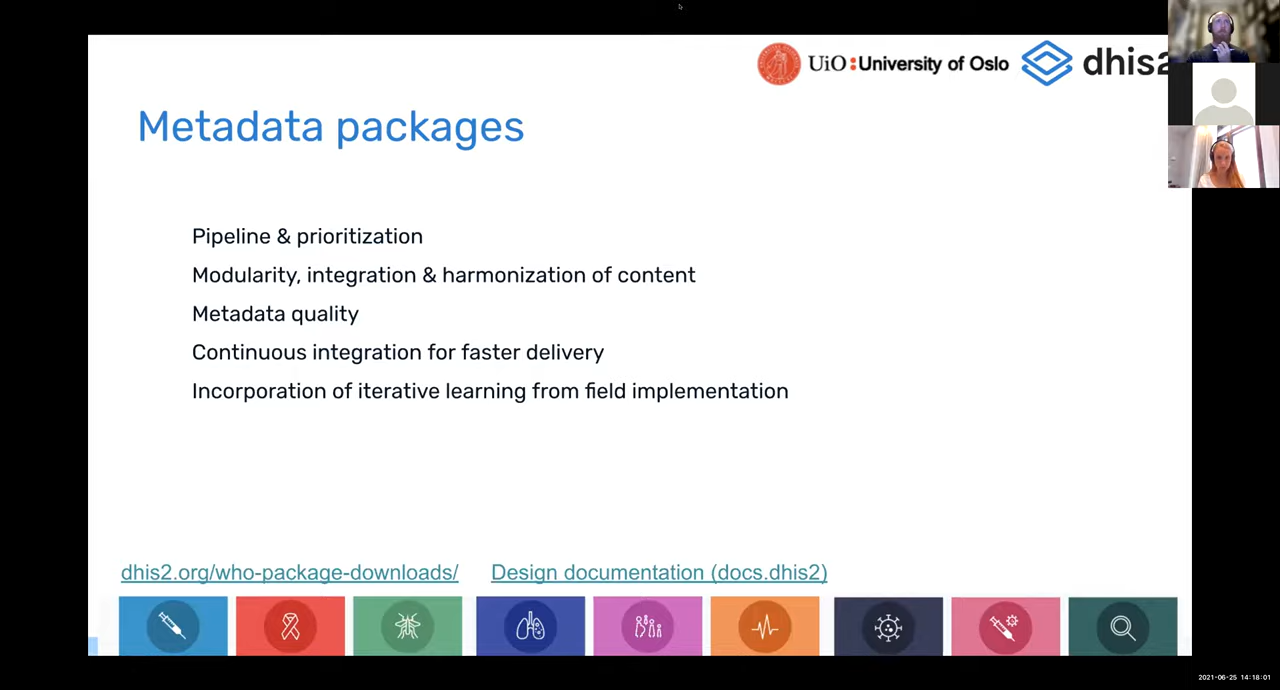 UiO:University of Oslo dhis2
Metadata packages
Pipeline & prioritization
Modularity, integration & harmonization of content
Metadata quality
Continuous integration for faster delivery
Incorporation of iterative learning from field implementation
dhis2.org/who-package-downloads/ Design documentation (docs.dhis2)
2021-06-25 14:18:01